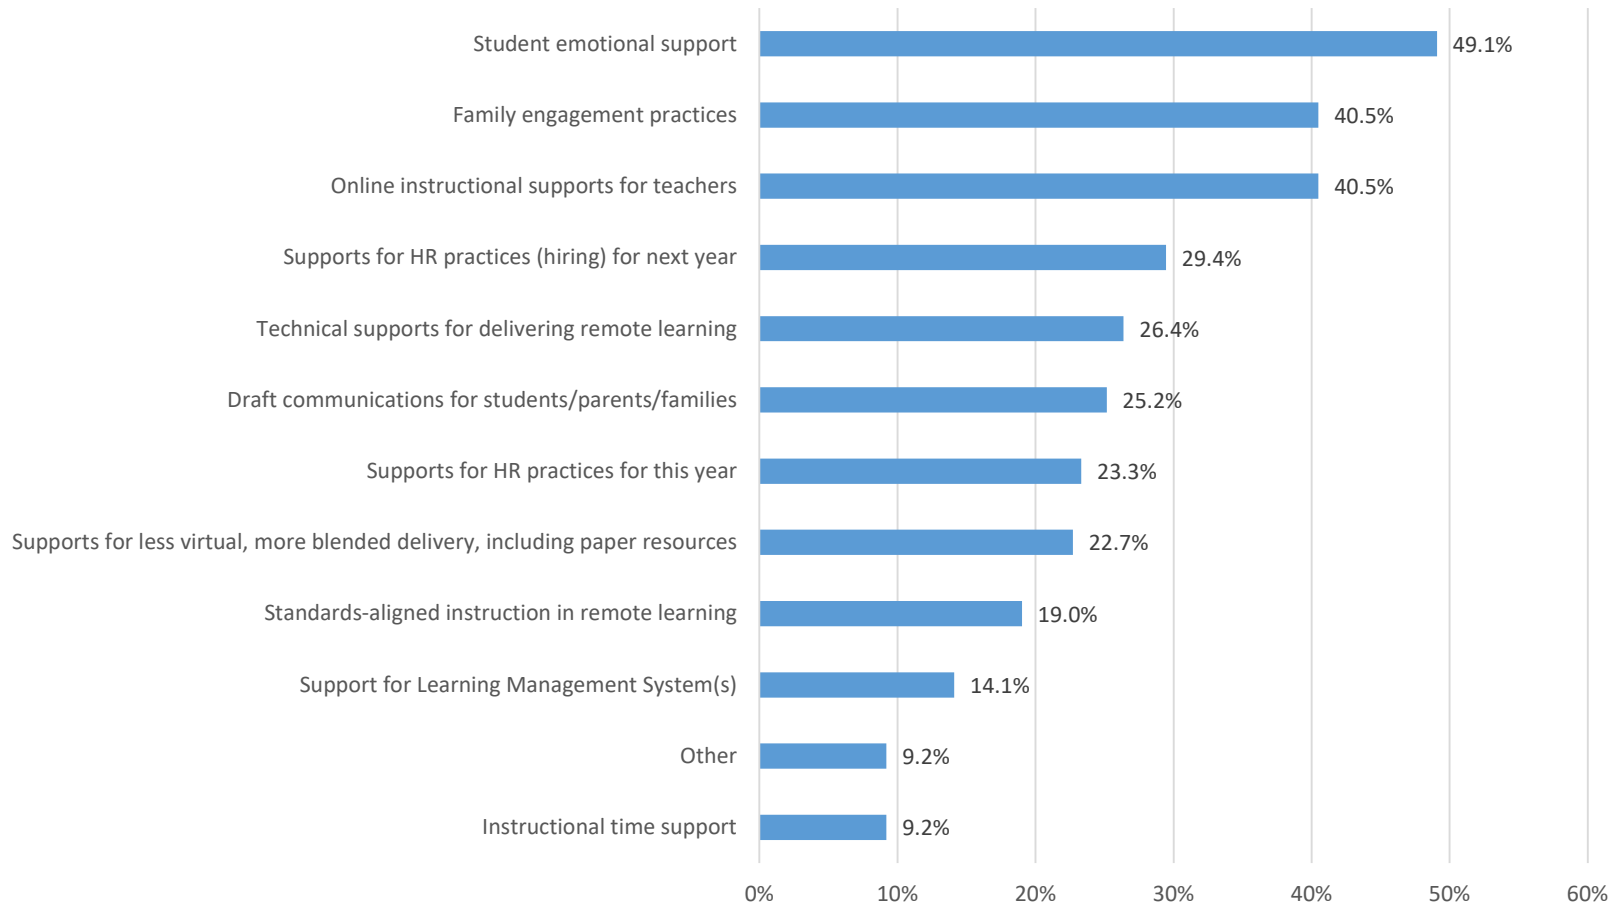 Student emotional support 49.1%
Family engagement practices 40.5%
Online instructional supports for teachers 40.5%
Supports for HR practices (hiring) for next year 29.4%
Technical supports for delivering remote learning 26.4%
Draft communications for students/parents/families 25.2%
Supports for HR practices for this year 23.3%
Supports for less virtual, more blended delivery, including paper resources 22.7%
Standards-aligned instruction in remote learning 19.0%
Support for Learning Management System(s) 14.1%
Other 9.2%
Instructional time support 9.2%
0% 10% 20% 30% 40% 50% 60%